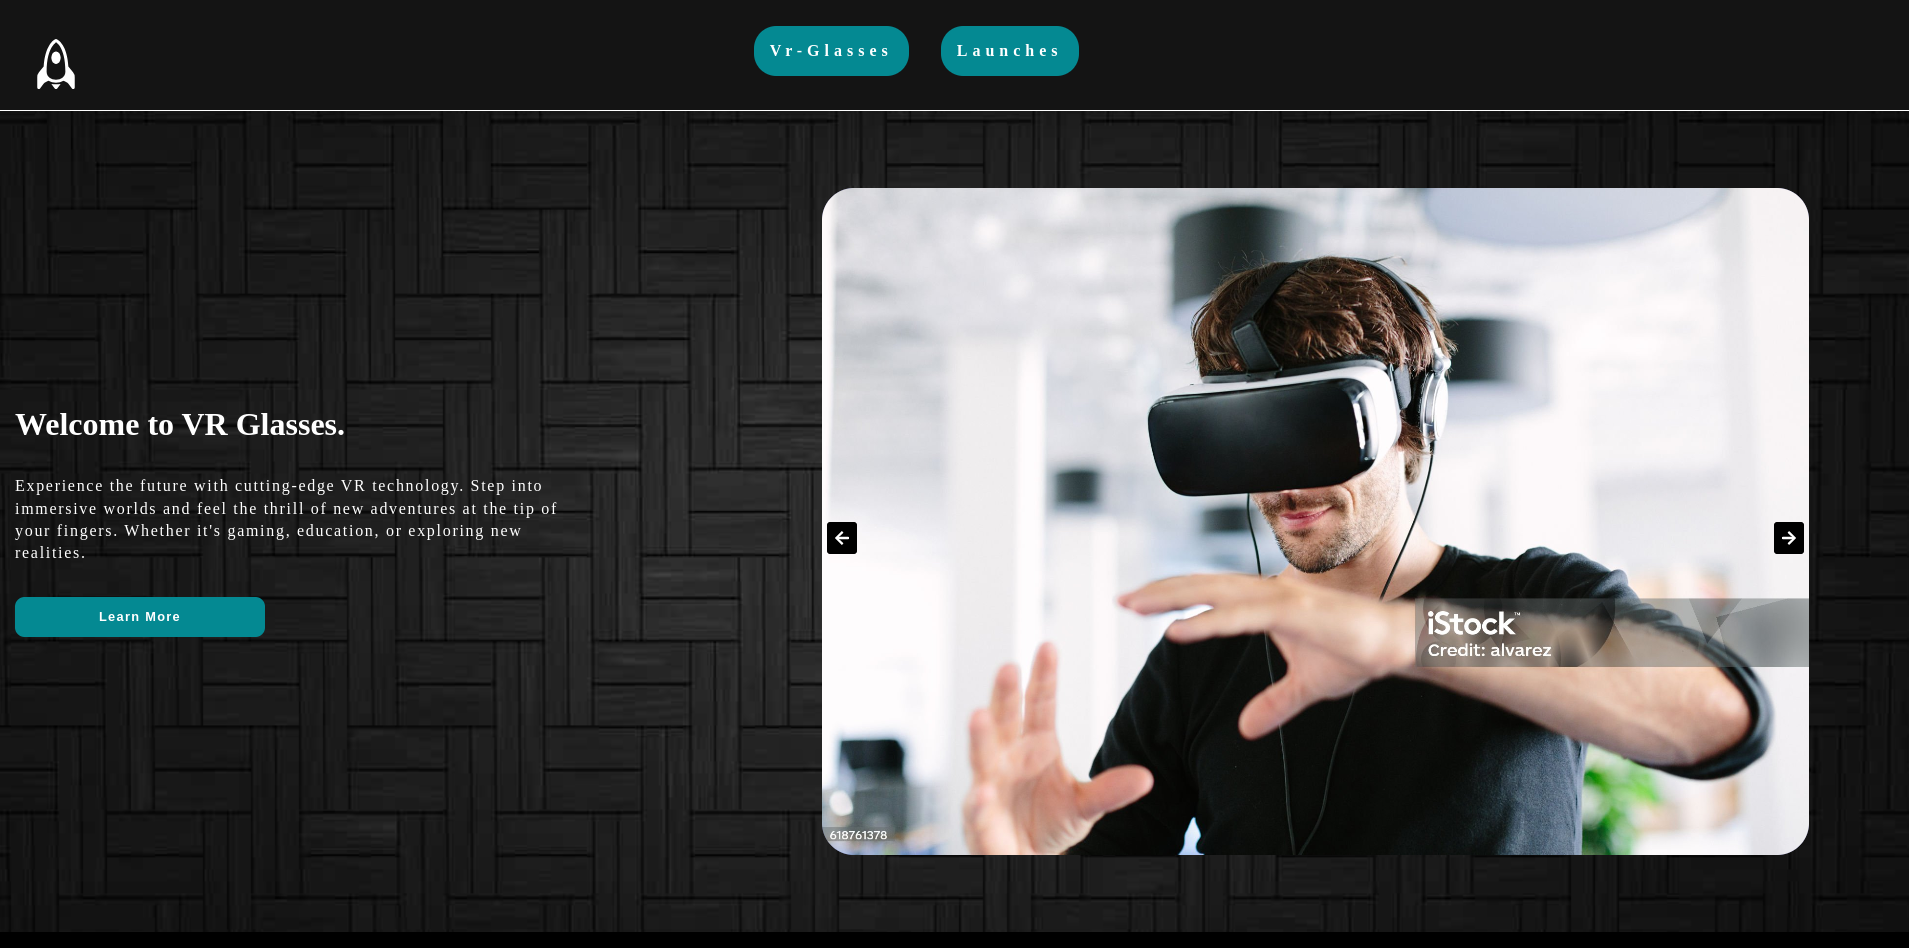 Vr-Glasses
Launches
Welcome to VR Glasses.
Experience the future with cutting-edge VR technology. Step into
immersive worlds and feel the thrill of new adventures at the tip of
your fingers. Whether it's gaming, education, or exploring new
realities.
Learn More
iStock™
Credit: alvarez
618761378